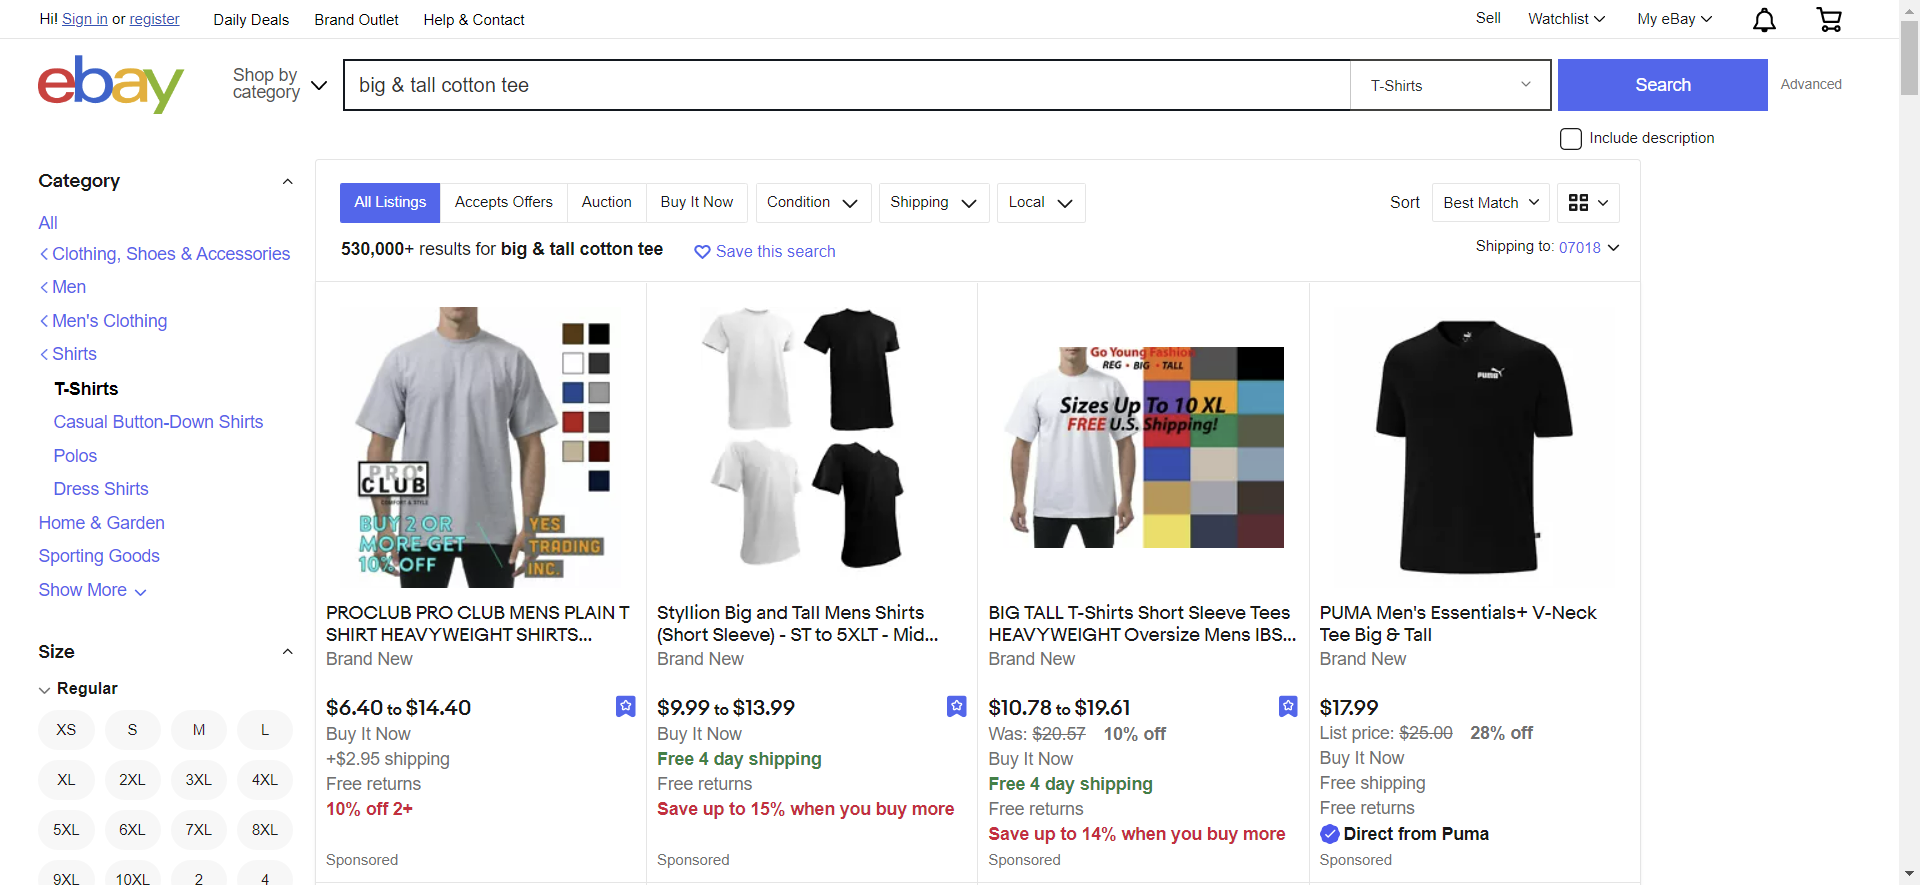 Hi! Sign in or register
Daily Deals
Brand Outlet
Help & Contact
Sell
Watchlist
My eBay
ebay
Shop by
category
big & tall cotton tee
T-Shirts
Search
Advanced
Include description
Category
All
Clothing, Shoes & Accessories
Men
Men's Clothing
Shirts
T-Shirts
Casual Button-Down Shirts
Polos
Dress Shirts
Home & Garden
Sporting Goods
Show More
Size
Regular
XS
S
M
L
XL
2XL
3XL
4XL
5XL
6XL
7XL
8XL
9XL
10XL
2
4
All Listings
Accepts Offers
Auction
Buy It Now
Condition
Shipping
Local
Sort
Best Match
530,000+ results for big & tall cotton tee
Save this search
Shipping to: 07018
PRO
CLUB
COMFORT & STYLE
BUY 2 OR
MORE GET
10% OFF
YES
TRADING
INC.
PROCLUB PRO CLUB MENS PLAIN T
SHIRT HEAVYWEIGHT SHIRTS...
Brand New
$6.40 to $14.40
Buy It Now
+$2.95 shipping
Free returns
10% off 2+
Sponsored
Styllion Big and Tall Mens Shirts
(Short Sleeve) - ST to 5XLT - Mid...
Brand New
$9.99 to $13.99
Buy It Now
Free 4 day shipping
Free returns
Save up to 15% when you buy more
Sponsored
Go Young Fashion
REG • BIG • TALL
Sizes Up To 10 XL
FREE U.S. Shipping!
BIG TALL T-Shirts Short Sleeve Tees
HEAVYWEIGHT Oversize Mens IBS...
Brand New
$10.78 to $19.61
Was: $20.57 10% off
Buy It Now
Free 4 day shipping
Free returns
Save up to 14% when you buy more
Sponsored
PUMA
PUMA Men's Essentials+ V-Neck
Tee Big & Tall
Brand New
$17.99
List price: $25.00 28% off
Buy It Now
Free shipping
Free returns
Direct from Puma
Sponsored